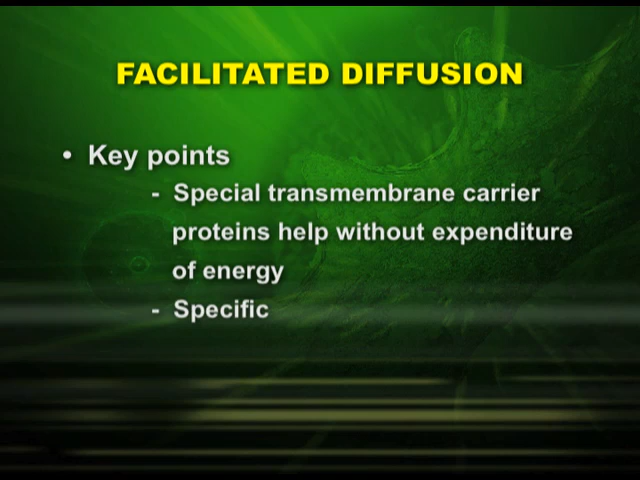 FACILITATED DIFFUSION
• Key points
- Special transmembrane carrier
proteins help without expenditure
of energy
- Specific